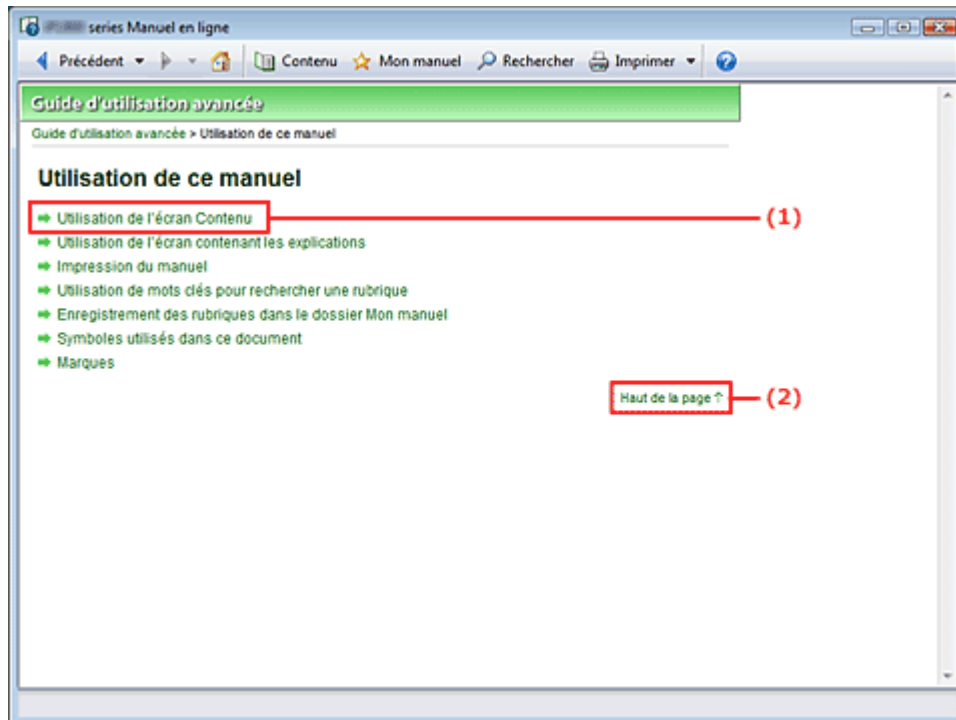 series Manuel en ligne
Précédent Contenu Mon manuel Rechercher Imprimer
Guide d'utilisation avancée
Guide d'utilisation avancée > Utilisation de ce manuel
Utilisation de ce manuel
Utilisation de l'écran Contenu (1)
Utilisation de l'écran contenant les explications
Impression du manuel
Utilisation de mots clés pour rechercher une rubrique
Enregistrement des rubriques dans le dossier Mon manuel
Symboles utilisés dans ce document
Marques
Haut de la page ↑ (2)